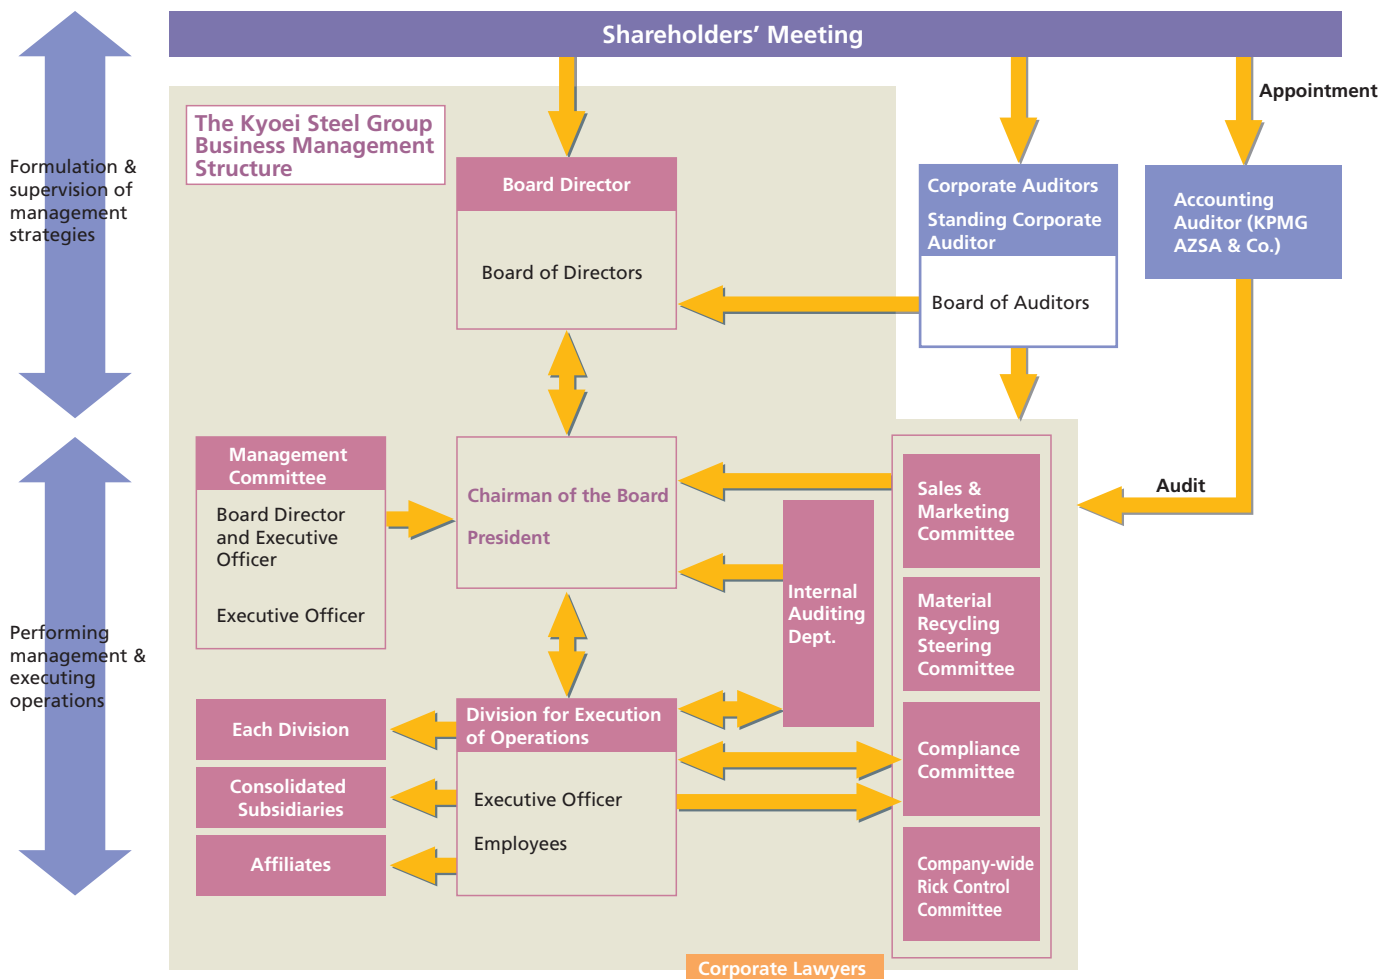 Shareholders’ Meeting
Appointment
The Kyoei Steel Group
Business Management
Structure
Formulation &
supervision of
management
strategies
Board Director
Board of Directors
Corporate Auditors
Standing Corporate
Auditor
Board of Auditors
Accounting
Auditor (KPMG
AZSA & Co.)
Management
Committee
Board Director
and Executive
Officer
Executive Officer
Chairman of the Board
President
Sales &
Marketing
Committee
Audit
Internal
Auditing
Dept.
Material
Recycling
Steering
Committee
Performing
management &
executing
operations
Each Division
Consolidated
Subsidiaries
Affiliates
Division for Execution
of Operations
Executive Officer
Employees
Compliance
Committee
Company-wide
Rick Control
Committee
Corporate Lawyers